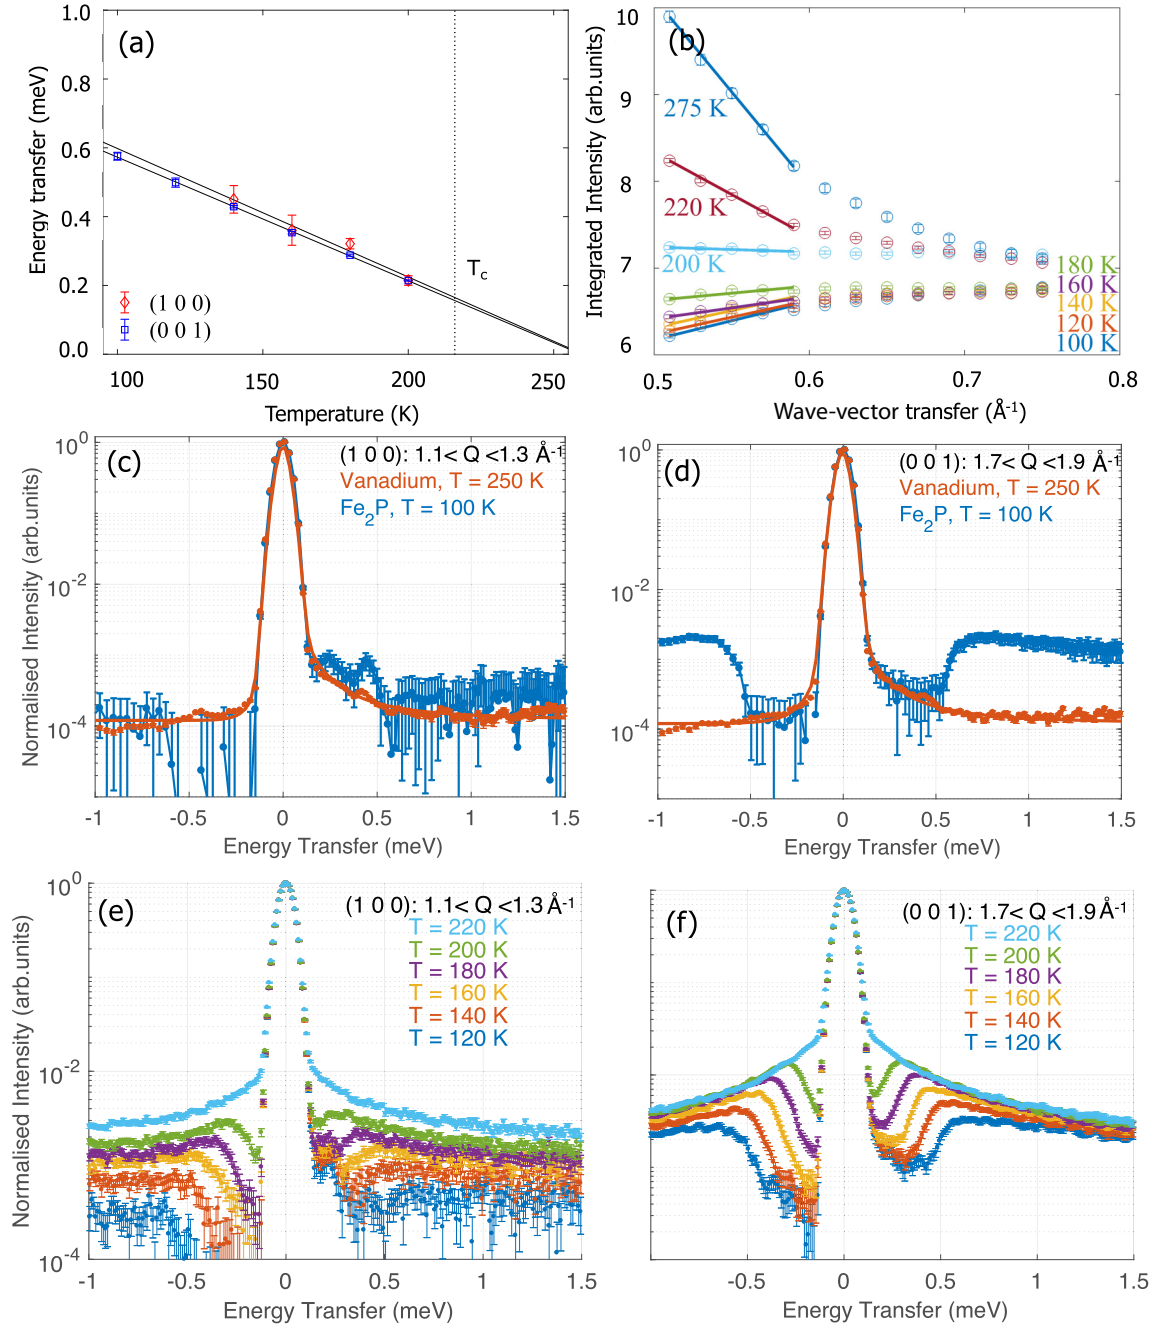 (a)
Energy transfer (meV)
1.0
0.8
0.6
0.4
0.2
0.0
T_c
(1 0 0)
(0 0 1)
100
150
200
250
Temperature (K)
(b)
Integrated Intensity (arb.units)
10
9
8
7
6
275 K
220 K
200 K
180 K
160 K
140 K
120 K
100 K
0.5
0.6
0.7
0.8
Wave-vector transfer (Å⁻¹)
(c)
Normalised Intensity (arb.units)
10⁰
10⁻²
10⁻⁴
(1 0 0): 1.1< Q <1.3 Å⁻¹
Vanadium, T = 250 K
Fe₂P, T = 100 K
-1
-0.5
0
0.5
1
1.5
Energy Transfer (meV)
(d)
10⁰
10⁻²
10⁻⁴
(0 0 1): 1.7< Q <1.9 Å⁻¹
Vanadium, T = 250 K
Fe₂P, T = 100 K
-1
-0.5
0
0.5
1
1.5
Energy Transfer (meV)
(e)
Normalised Intensity (arb.units)
10⁰
10⁻²
10⁻⁴
(1 0 0): 1.1< Q <1.3 Å⁻¹
T = 220 K
T = 200 K
T = 180 K
T = 160 K
T = 140 K
T = 120 K
-1
-0.5
0
0.5
1
1.5
Energy Transfer (meV)
(f)
(0 0 1): 1.7< Q <1.9 Å⁻¹
T = 220 K
T = 200 K
T = 180 K
T = 160 K
T = 140 K
T = 120 K
-0.5
0
0.5
1
1.5
Energy Transfer (meV)